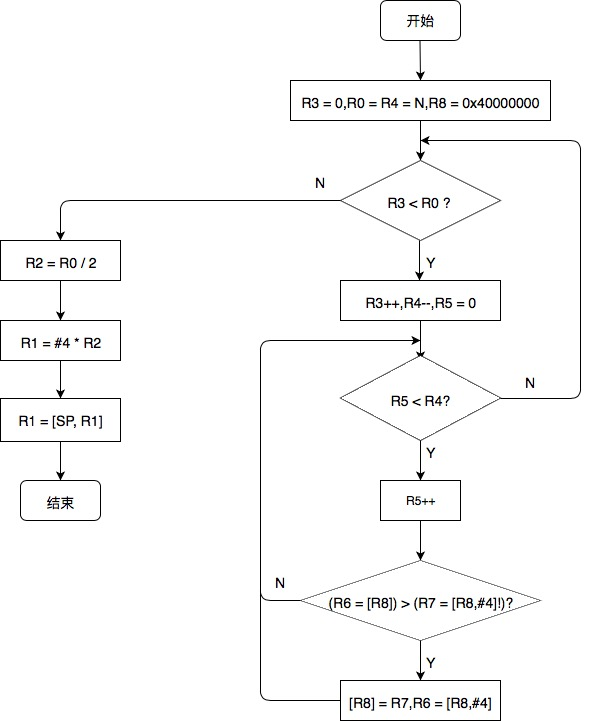 开始
R3 = 0,R0 = R4 = N,R8 = 0x40000000
N
R3 < R0 ?
Y
R2 = R0 / 2
R3++,R4--,R5 = 0
R1 = #4 * R2
N
R5 < R4?
R1 = [SP, R1]
Y
结束
R5++
N
(R6 = [R8]) > (R7 = [R8,#4]!)?
Y
[R8] = R7,R6 = [R8,#4]